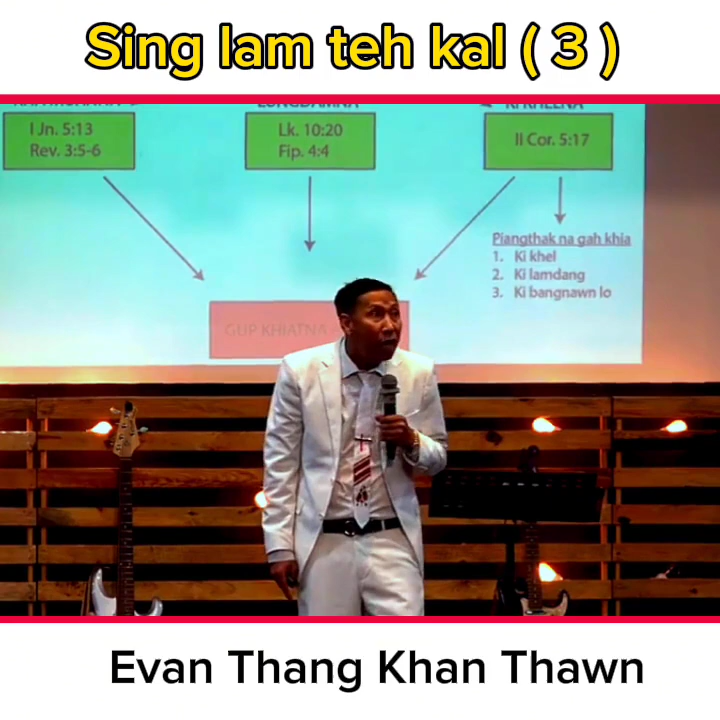 Sing lam teh kal ( 3 )
I Jn. 5:13
Rev. 3:5-6
Lk. 10:20
Fip. 4:4
II Cor. 5:17
Piangthak na gah khia
1. Ki khel
2. Ki lamdang
3. Ki bangnawn lo
GUP KHIATNA
Evan Thang Khan Thawn